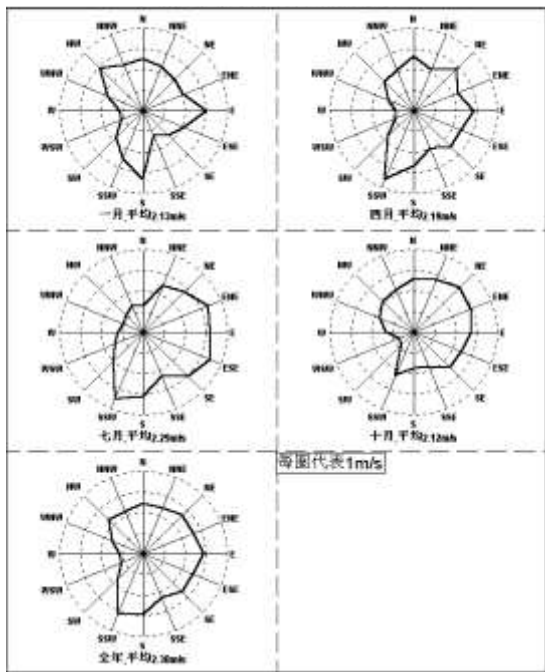 N
NNW NNE
NW NE
WNW ENE
W E
WSW ESE
SW SE
SSW SSE
S
一月,平均2.13m/s
N
NNW NNE
NW NE
WNW ENE
W E
WSW ESE
SW SE
SSW SSE
S
四月,平均2.19m/s
N
NNW NNE
NW NE
WNW ENE
W E
WSW ESE
SW SE
SSW SSE
S
七月,平均2.29m/s
N
NNW NNE
NW NE
WNW ENE
W E
WSW ESE
SW SE
SSW SSE
S
十月,平均2.12m/s
每圈代表1m/s
N
NNW NNE
NW NE
WNW ENE
W E
WSW ESE
SW SE
SSW SSE
S
全年,平均2.30m/s